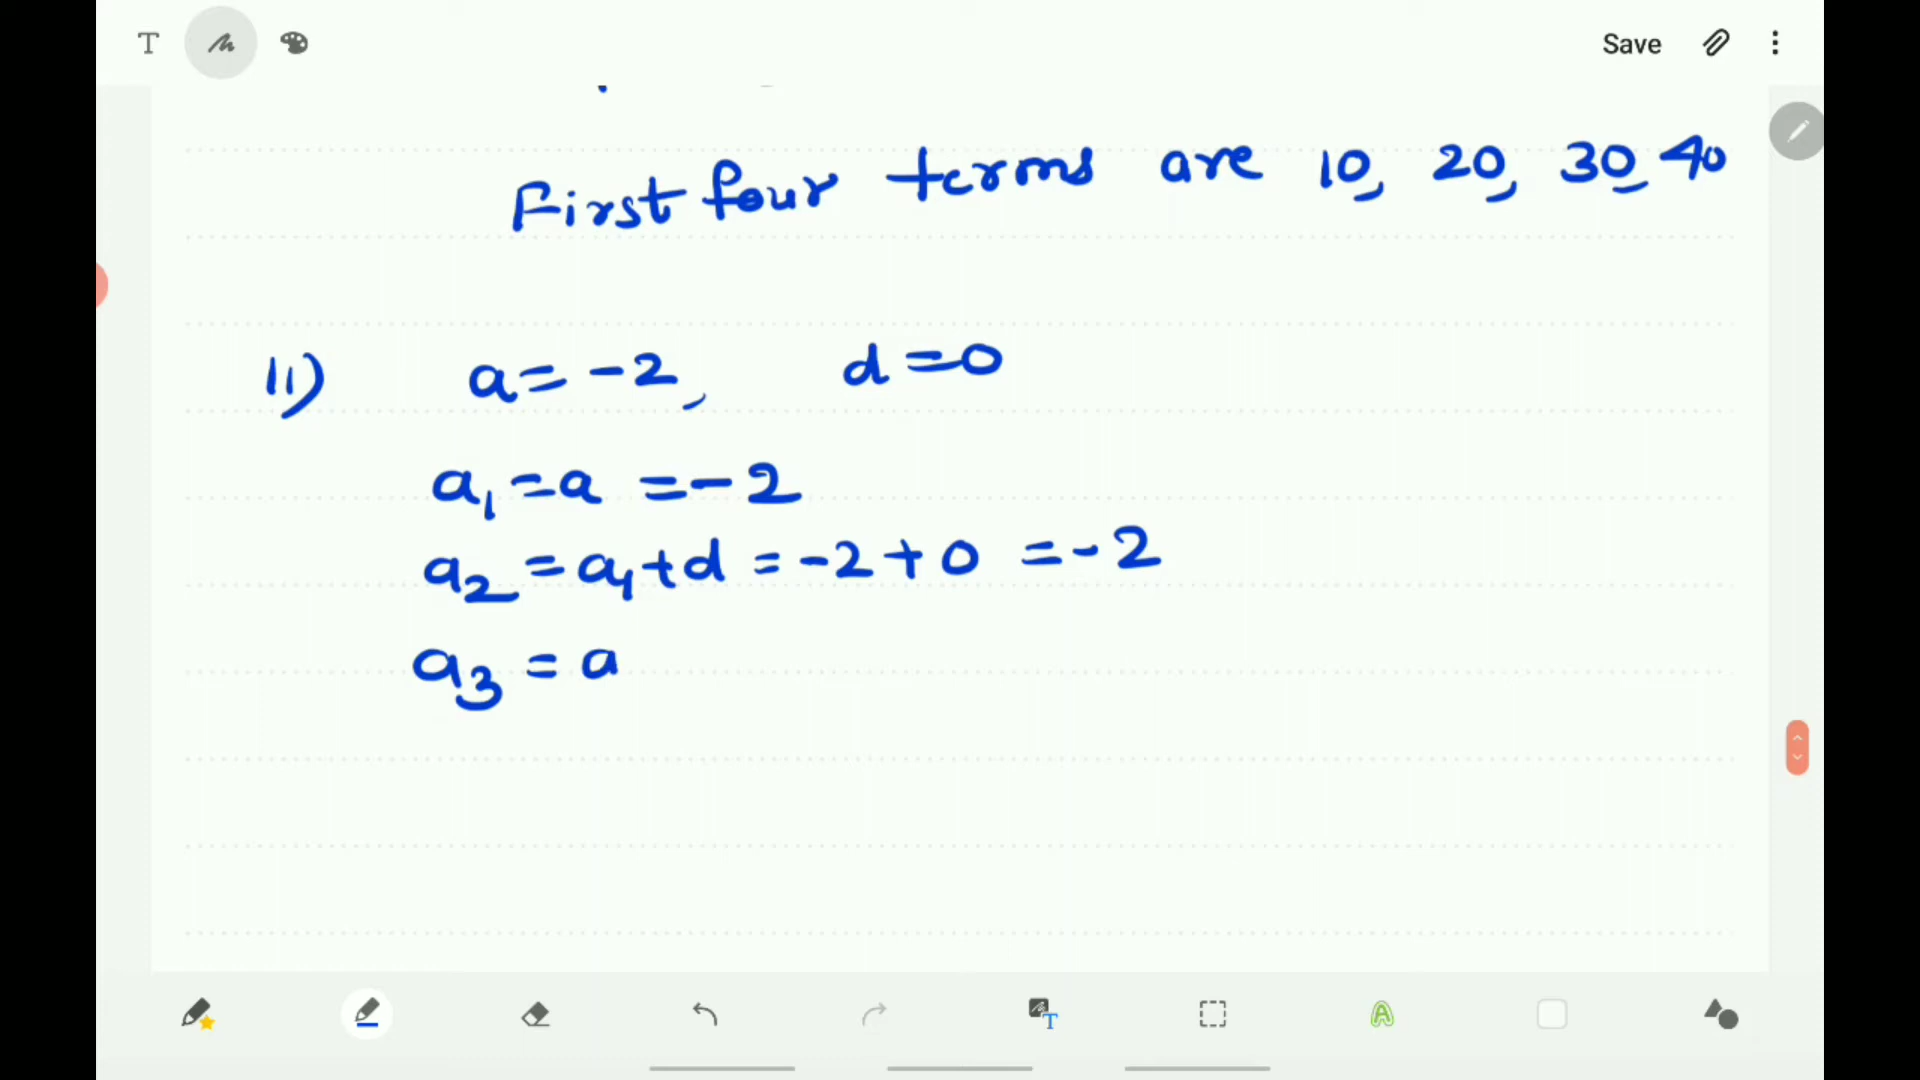 T Save
First four terms are 10, 20, 30, 40
ii) a = -2, d = 0
a₁ = a = -2
a₂ = a₁ + d = -2 + 0 = -2
a₃ = a
T A